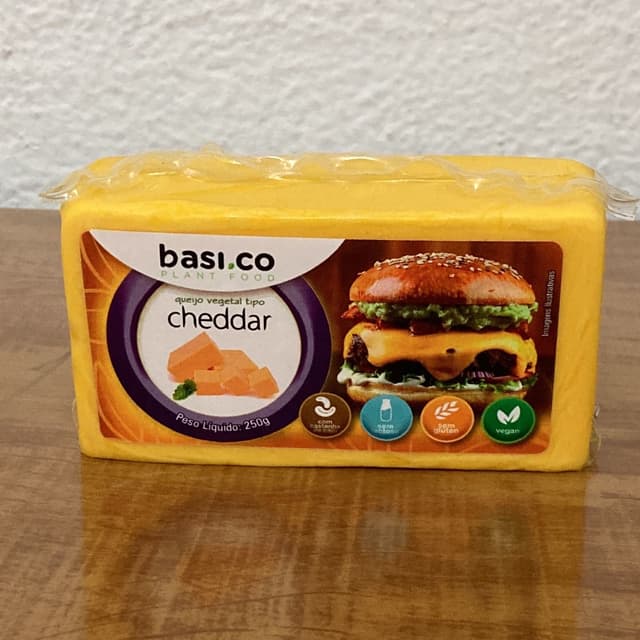 basi.co
PLANT FOOD
queijo vegetal tipo
cheddar
Peso Líquido: 250g
Imagens Ilustrativas
com
castanha
sem
lactose
sem
glúten
vegan